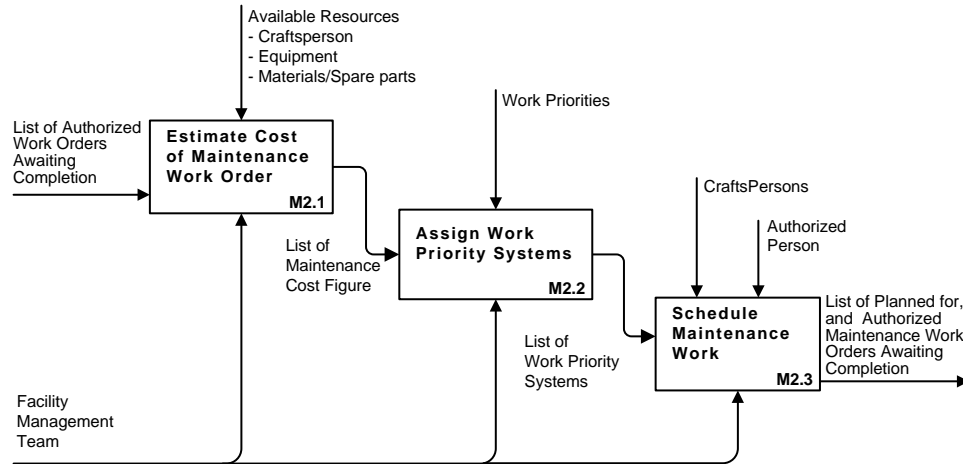 Available Resources
- Craftsperson
- Equipment
- Materials/Spare parts
Work Priorities
List of Authorized
Work Orders
Awaiting
Completion
Estimate Cost
of Maintenance
Work Order
M2.1
CraftsPersons
Authorized
Person
List of
Maintenance
Cost Figure
Assign Work
Priority Systems
M2.2
List of
Work Priority
Systems
Schedule
Maintenance
Work
M2.3
List of Planned for,
and Authorized
Maintenance Work
Orders Awaiting
Completion
Facility
Management
Team